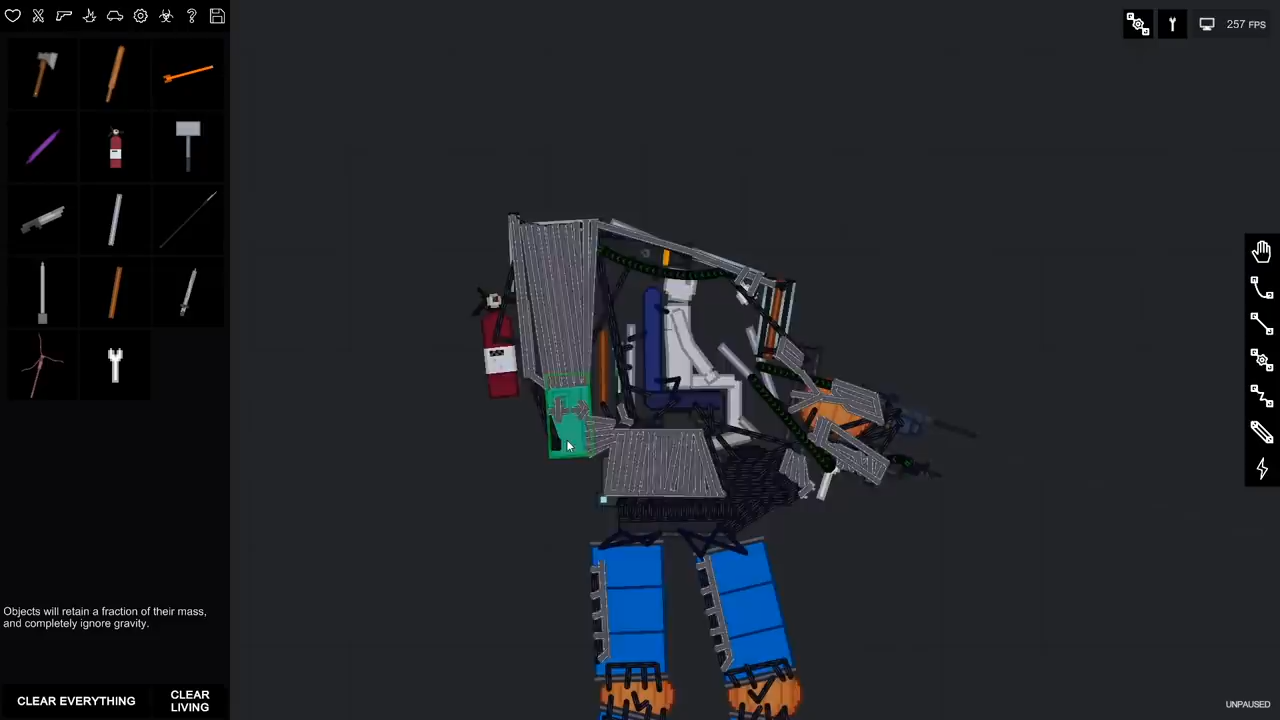 257 FPS
Objects will retain a fraction of their mass,
and completely ignore gravity.
CLEAR EVERYTHING
CLEAR
LIVING
UNPAUSED